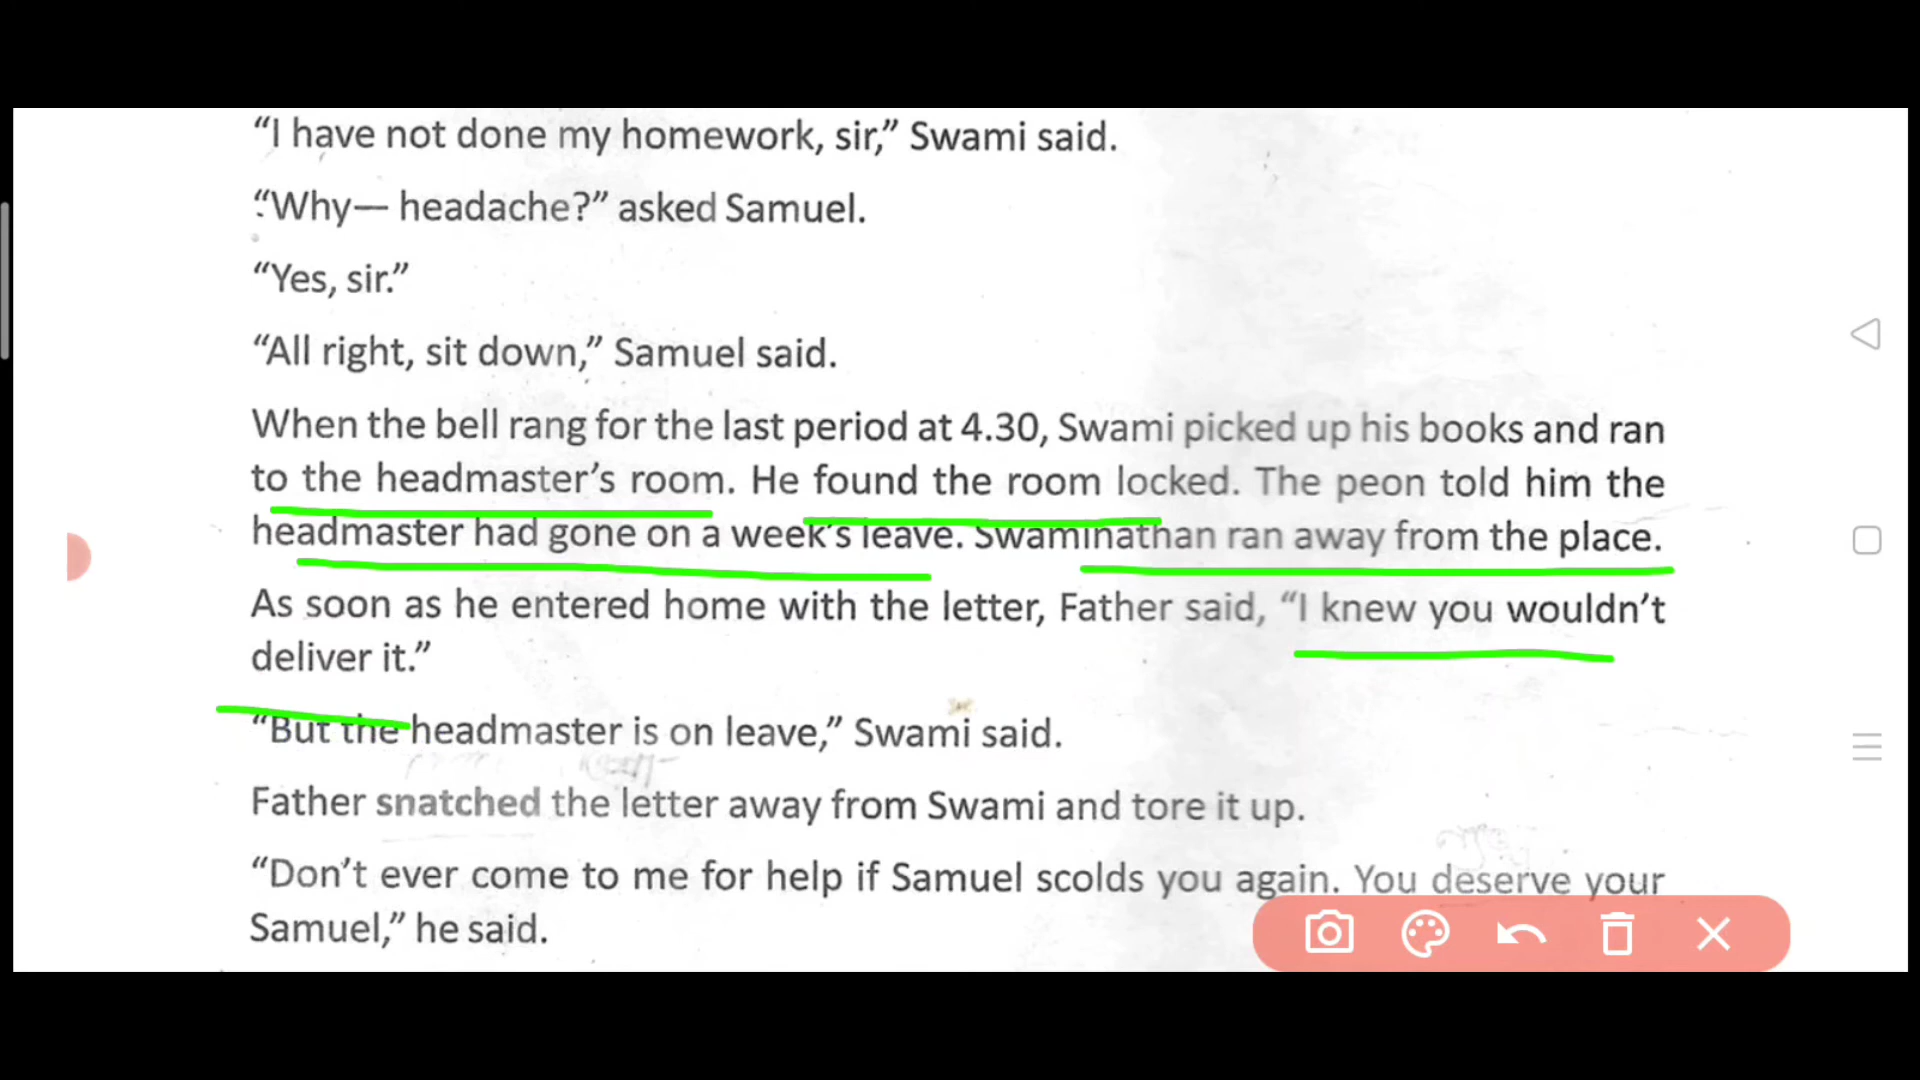 “I have not done my homework, sir,” Swami said.
“Why— headache?” asked Samuel.
“Yes, sir.”
“All right, sit down,” Samuel said.
When the bell rang for the last period at 4.30, Swami picked up his books and ran
to the headmaster’s room. He found the room locked. The peon told him the
headmaster had gone on a week’s leave. Swaminathan ran away from the place.
As soon as he entered home with the letter, Father said, “I knew you wouldn’t
deliver it.”
“But the headmaster is on leave,” Swami said.
Father snatched the letter away from Swami and tore it up.
“Don’t ever come to me for help if Samuel scolds you again. You deserve your
Samuel,” he said.